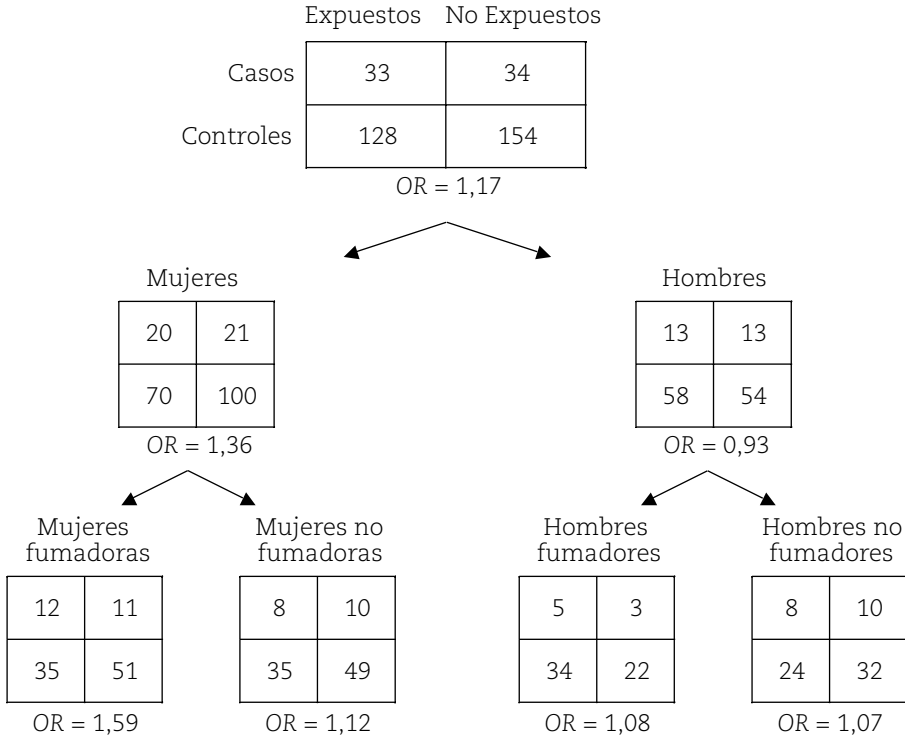 Expuestos No Expuestos
Casos 33 34
Controles 128 154
OR = 1,17
Mujeres Hombres
20 21 13 13
70 100 58 54
OR = 1,36 OR = 0,93
Mujeres Mujeres no Hombres Hombres no
fumadoras fumadoras fumadores fumadores
12 11 8 10 5 3 8 10
35 51 35 49 34 22 24 32
OR = 1,59 OR = 1,12 OR = 1,08 OR = 1,07